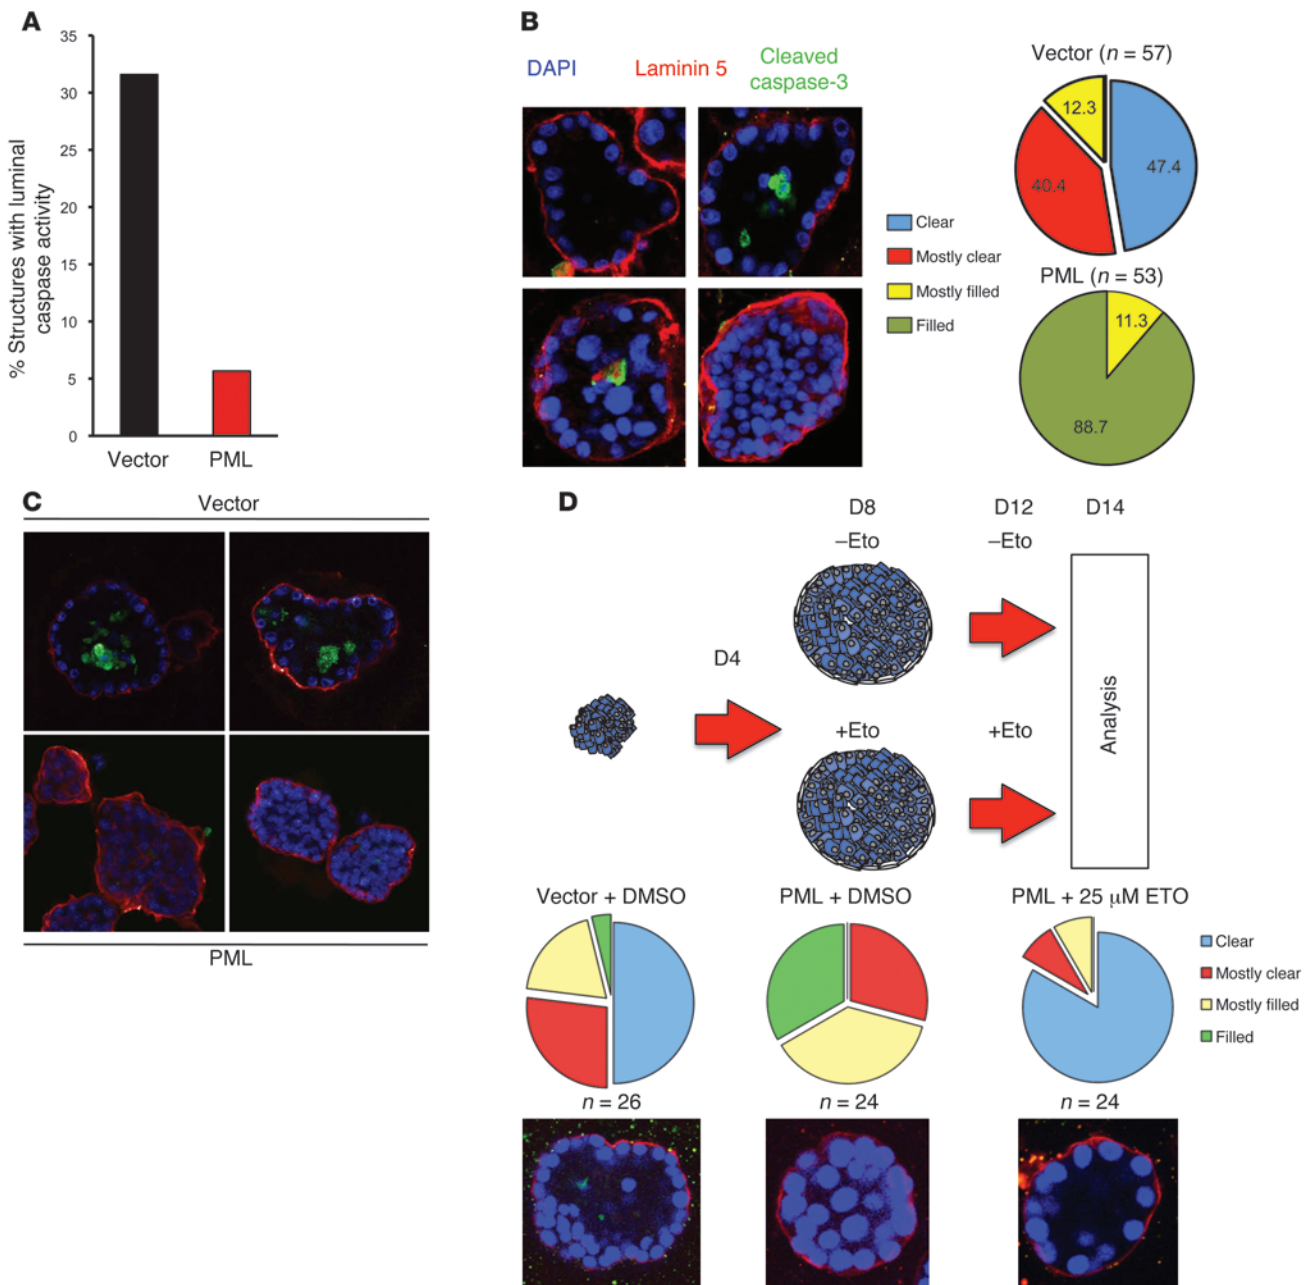 A
35
30
25
20
15
10
5
0
% Structures with luminal
caspase activity
Vector
PML
B
DAPI
Laminin 5
Cleaved
caspase-3
Clear
Mostly clear
Mostly filled
Filled
Vector (n = 57)
12.3
47.4
40.4
PML (n = 53)
11.3
88.7
C
Vector
PML
D
D8
D12
D14
–Eto
–Eto
D4
+Eto
+Eto
Analysis
Vector + DMSO
PML + DMSO
PML + 25 μM ETO
Clear
Mostly clear
Mostly filled
Filled
n = 26
n = 24
n = 24